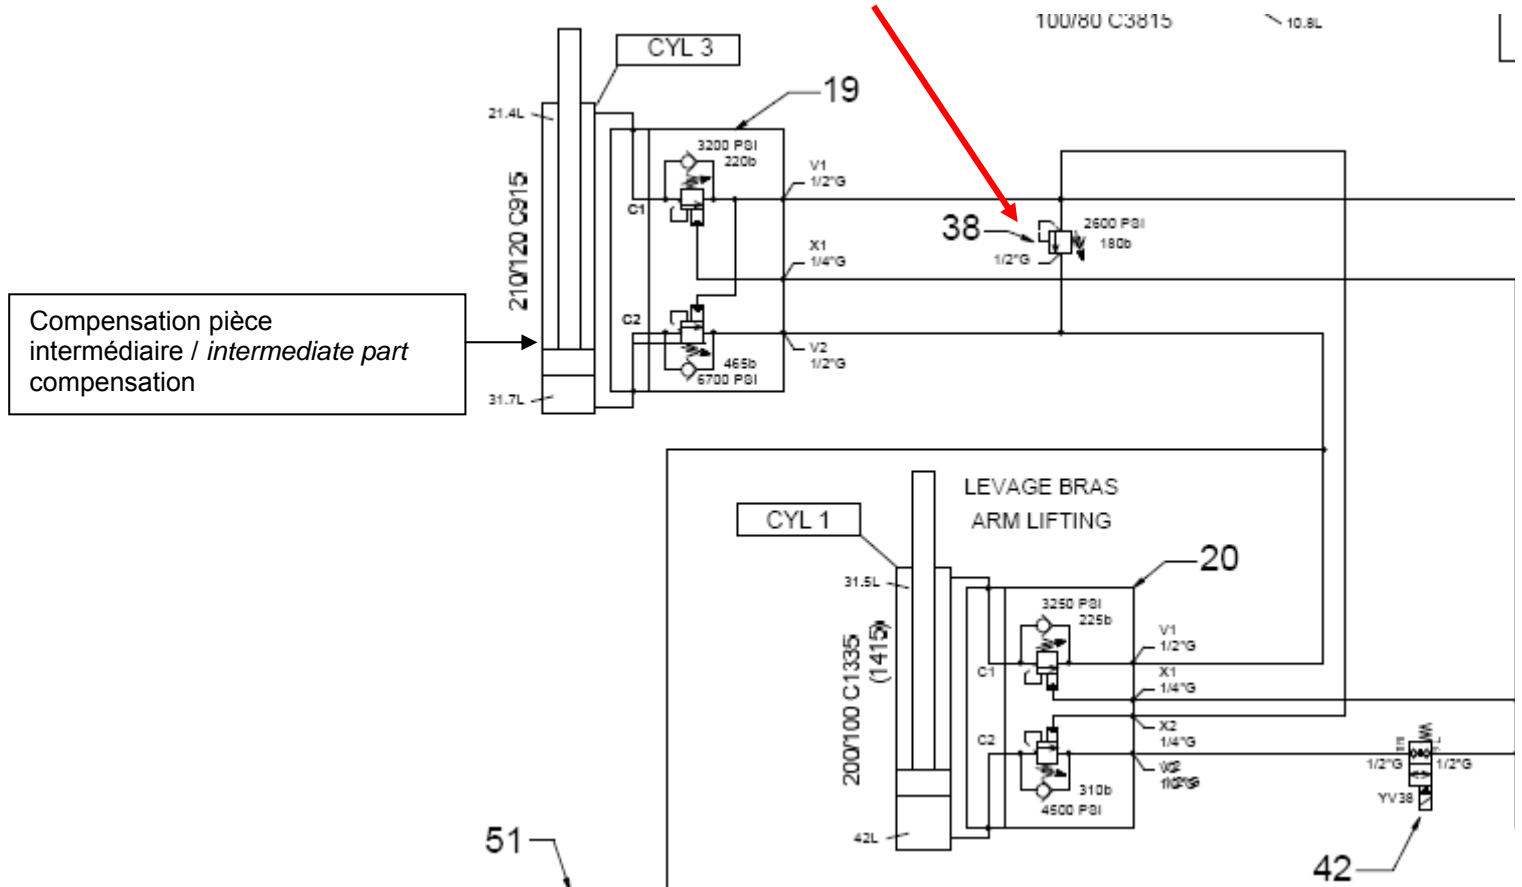 100/80 C3815
10.8L
CYL 3
19
21.4L
3200 PSI
220b
V1
1/2"G
210/120 C915
C1
38
2600 PSI
180b
1/2"G
X1
1/4"G
C2
Compensation pièce
intermédiaire / intermediate part
compensation
465b
6700 PSI
V2
1/2"G
31.7L
LEVAGE BRAS
ARM LIFTING
CYL 1
20
31.5L
3250 PSI
225b
V1
1/2"G
200/100 C1335
(1415)
C1
X1
1/4"G
X2
1/4"G
C2
1/2"G
1/2"G
310b
4500 PSI
YV38
42L
51
42